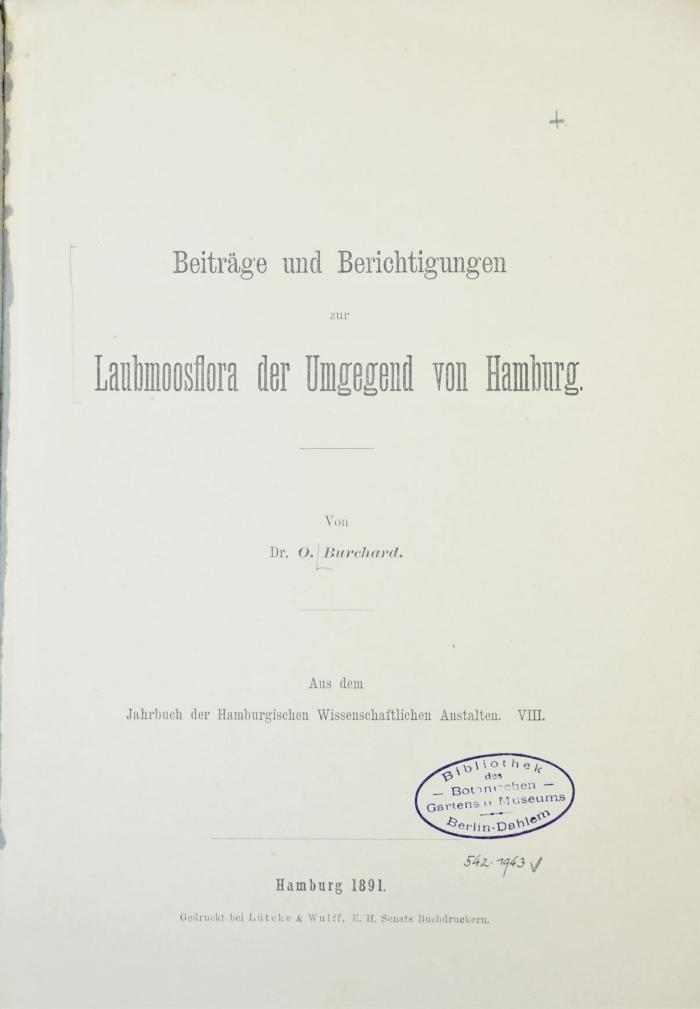 +
Beiträge und Berichtigungen
zur
Laubmoosflora der Umgegend von Hamburg.
Von
Dr. O. Burchard.
Aus dem
Jahrbuch der Hamburgischen Wissenschaftlichen Anstalten. VIII.
Bibliothek
des
— Botanischen —
Gartens u Museums
Berlin-Dahlem
542.1943 ✓
Hamburg 1891.
Gedruckt bei Lütcke & Wulff, E. H. Senats Buchdruckern.